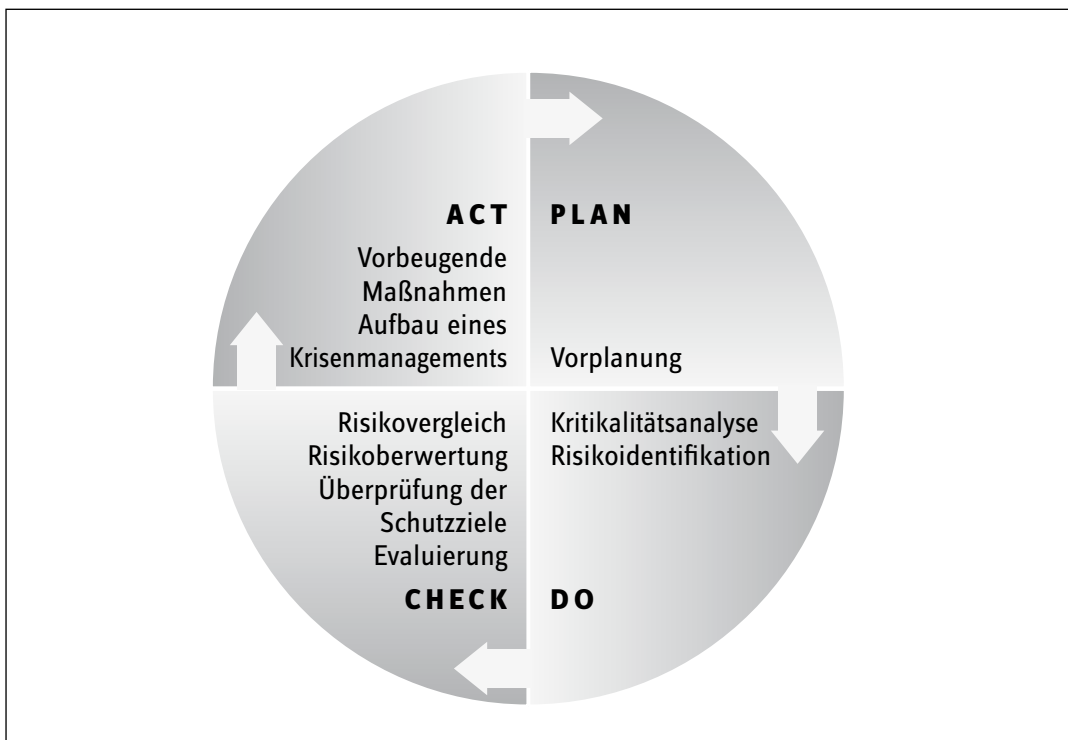 ACT
Vorbeugende
Maßnahmen
Aufbau eines
Krisenmanagements
PLAN
Vorplanung
Kritikalitätsanalyse
Risikoidentifikation
DO
Risikovergleich
Risikoberwertung
Überprüfung der
Schutzziele
Evaluierung
CHECK